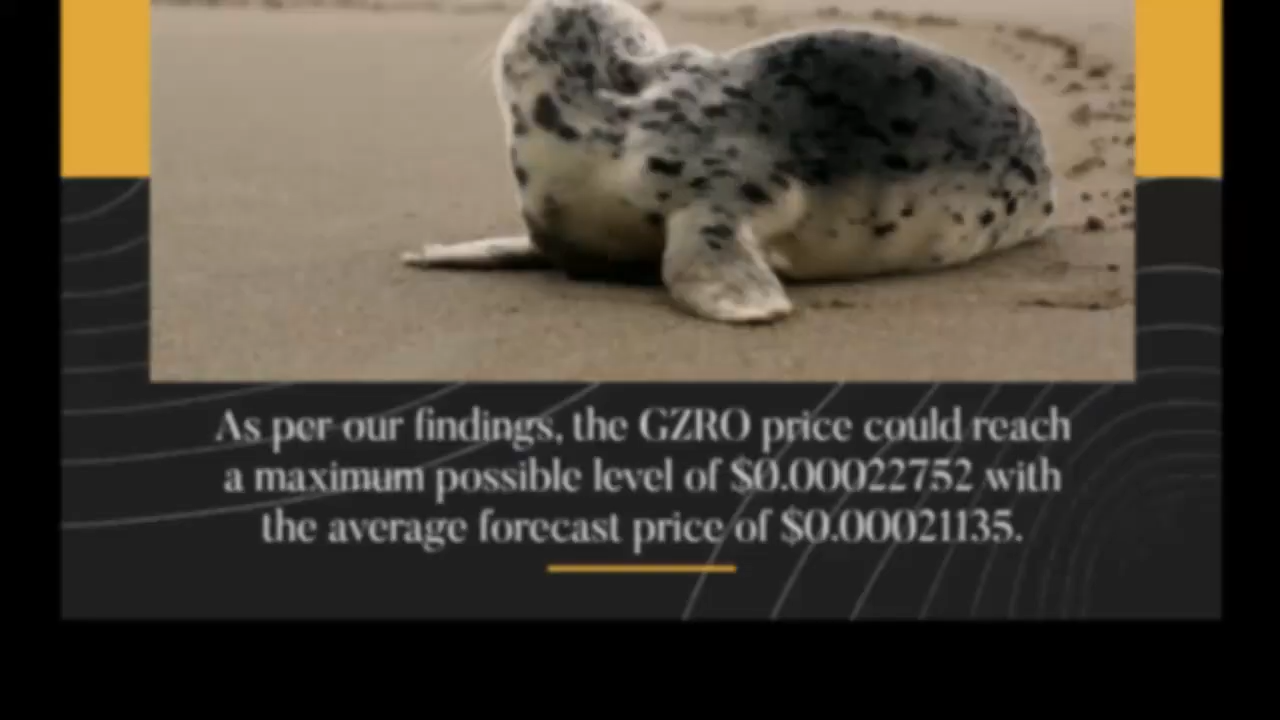 As per our findings, the GZRO price could reach
a maximum possible level of $0.00022752 with
the average forecast price of $0.00021135.